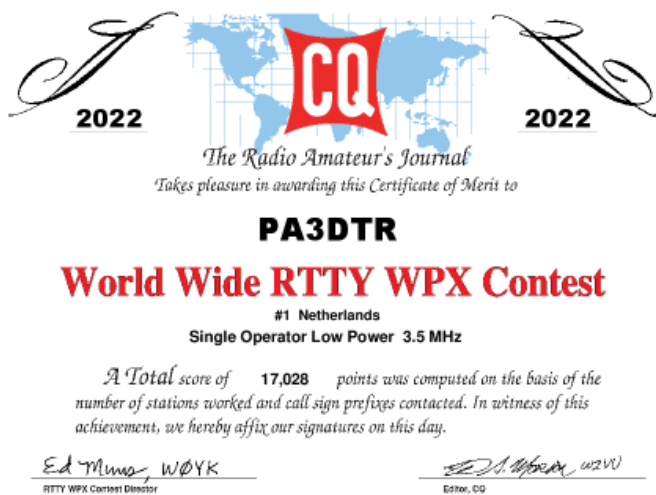 CQ
2022 2022
The Radio Amateur's Journal
Takes pleasure in awarding this Certificate of Merit to
PA3DTR
World Wide RTTY WPX Contest
#1 Netherlands
Single Operator Low Power 3.5 MHz
A Total score of 17,028 points was computed on the basis of the
number of stations worked and call sign prefixes contacted. In witness of this
achievement, we hereby affix our signatures on this day.
Ed Muns, WØYK W2VU
RTTY WPX Contest Director Editor, CQ